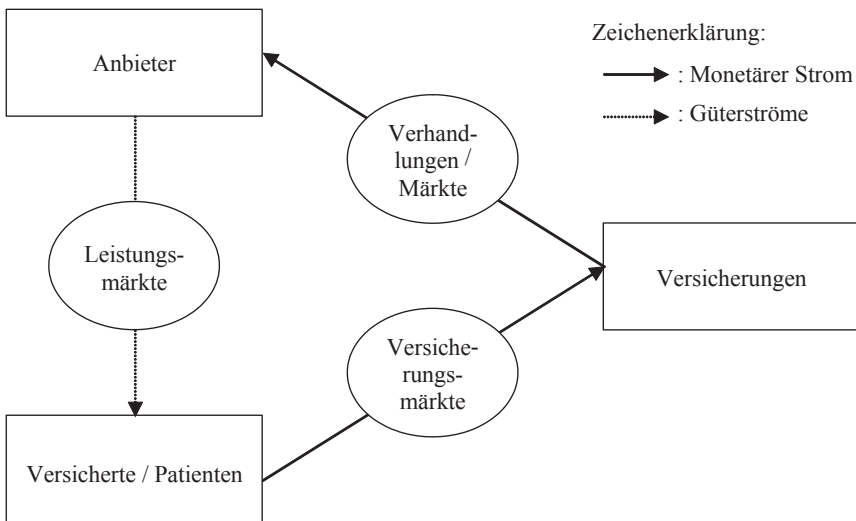 Anbieter
Zeichenerklärung:
: Monetärer Strom
: Güterströme
Verhand-
lungen /
Märkte
Leistungs-
märkte
Versicherungen
Versiche-
rungs-
märkte
Versicherte / Patienten